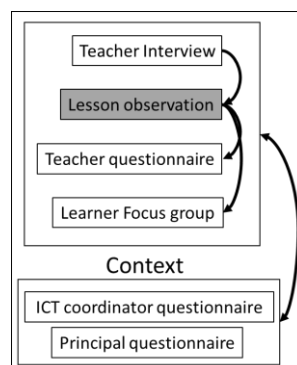 Teacher Interview
Lesson observation
Teacher questionnaire
Learner Focus group
Context
ICT coordinator questionnaire
Principal questionnaire